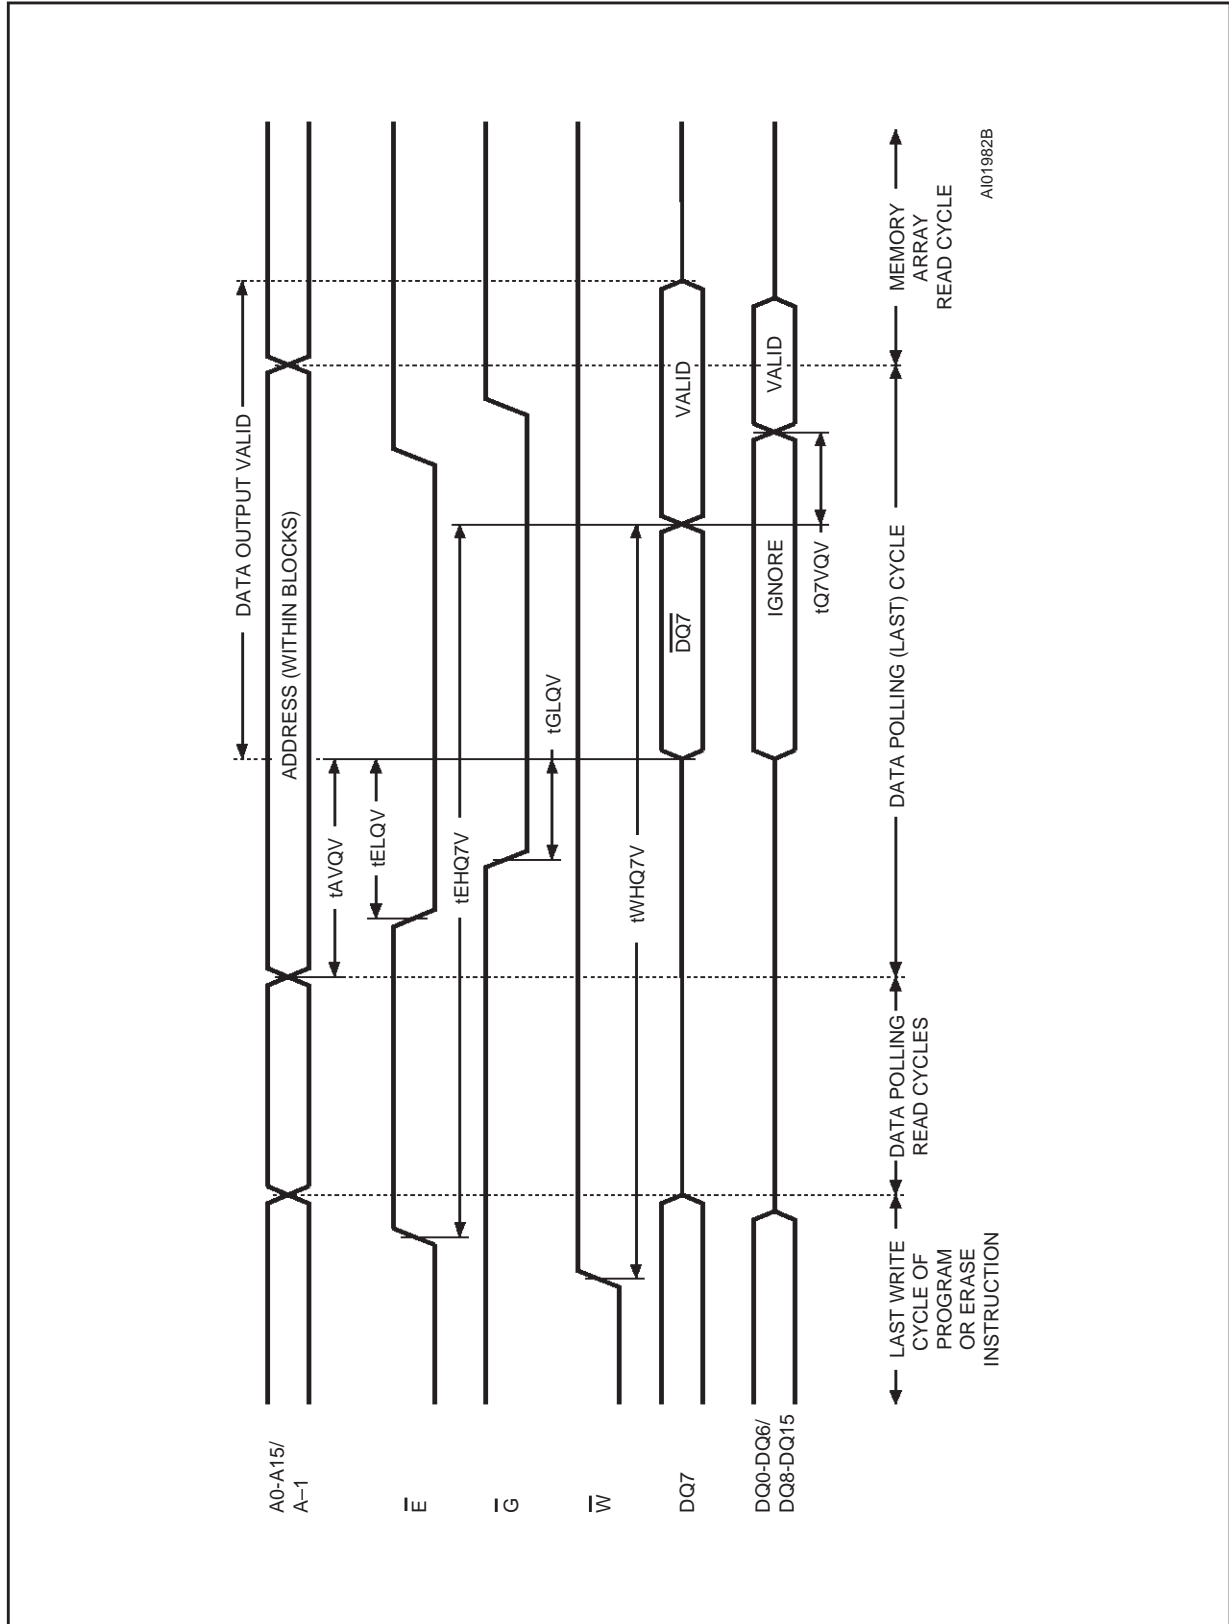 A0-A15/
A–1
ADDRESS (WITHIN BLOCKS)
DATA OUTPUT VALID
tAVQV
tELQV
E
tEHQ7V
G
tGLQV
W
tWHQ7V
DQ7
DQ7
VALID
DQ0-DQ6/
DQ8-DQ15
IGNORE
VALID
tQ7VQV
LAST WRITE
CYCLE OF
PROGRAM
OR ERASE
INSTRUCTION
DATA POLLING
READ CYCLES
DATA POLLING (LAST) CYCLE
MEMORY
ARRAY
READ CYCLE
AI01982B